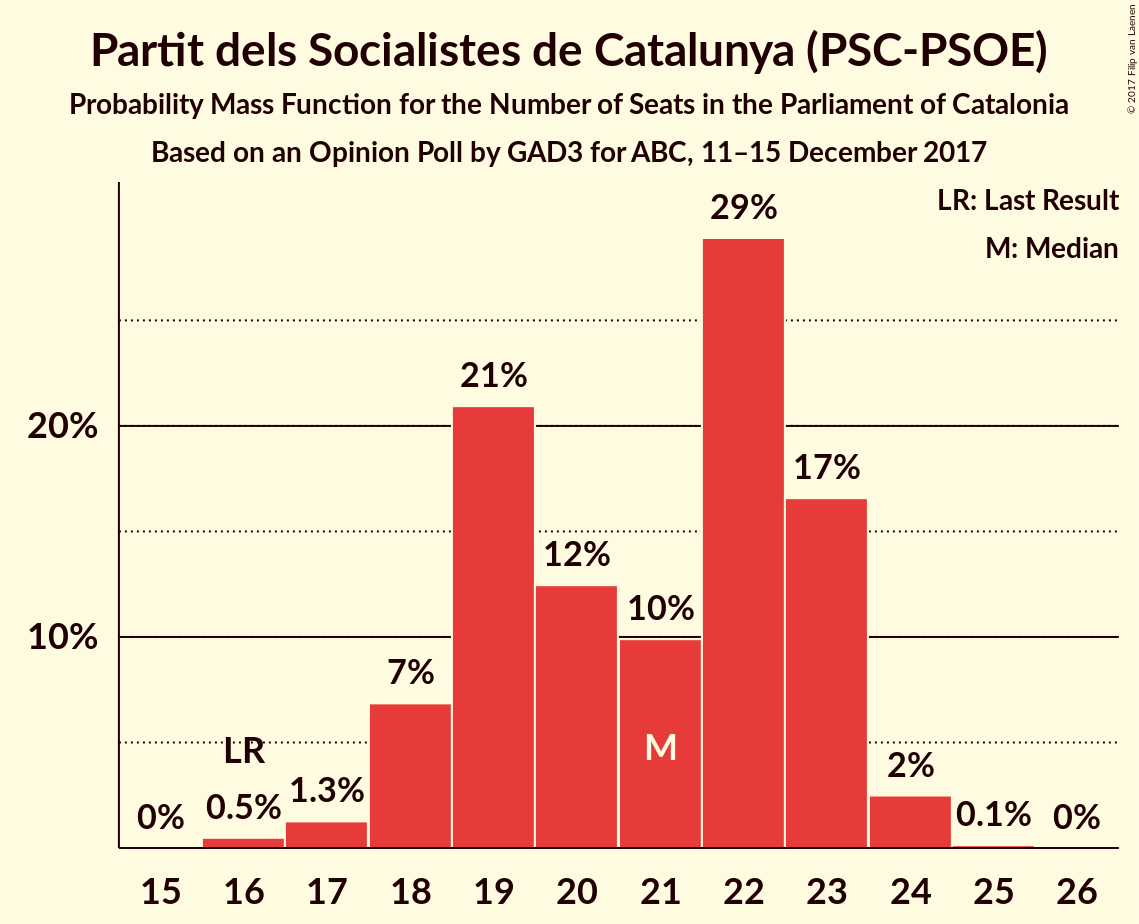 Partit dels Socialistes de Catalunya (PSC-PSOE)
Probability Mass Function for the Number of Seats in the Parliament of Catalonia
Based on an Opinion Poll by GAD3 for ABC, 11–15 December 2017
© 2017 Filip van Laenen
LR: Last Result
M: Median
29%
21%
20%
17%
12%
10%
10%
7%
LR
M
2%
1.3%
0.5%
0%
0.1%
0%
15 16 17 18 19 20 21 22 23 24 25 26